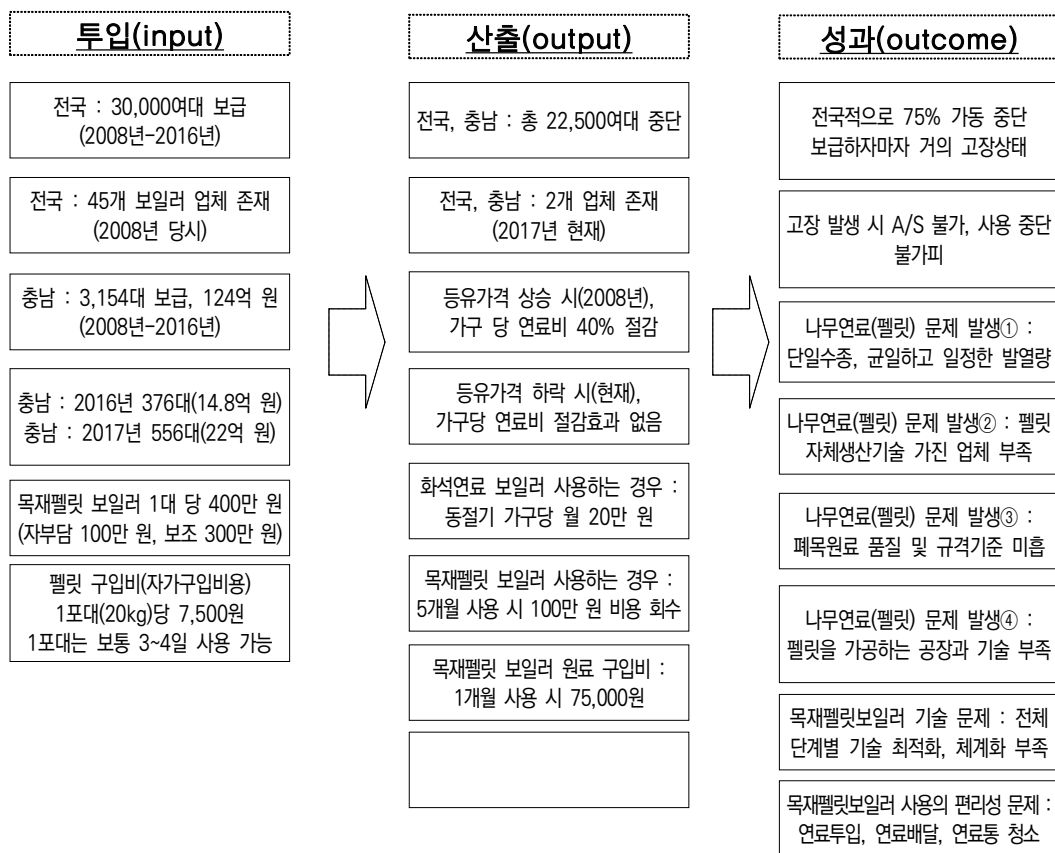 투입(input)
전국 : 30,000여대 보급
(2008년-2016년)
전국 : 45개 보일러 업체 존재
(2008년 당시)
충남 : 3,154대 보급, 124억 원
(2008년-2016년)
충남 : 2016년 376대(14.8억 원)
충남 : 2017년 556대(22억 원)
목재펠릿 보일러 1대 당 400만 원
(자부담 100만 원, 보조 300만 원)
펠릿 구입비(자가구입비용)
1포대(20kg)당 7,500원
1포대는 보통 3~4일 사용 가능
산출(output)
전국, 충남 : 총 22,500여대 중단
전국, 충남 : 2개 업체 존재
(2017년 현재)
등유가격 상승 시(2008년),
가구 당 연료비 40% 절감
등유가격 하락 시(현재),
가구당 연료비 절감효과 없음
화석연료 보일러 사용하는 경우 :
동절기 가구당 월 20만 원
목재펠릿 보일러 사용하는 경우 :
5개월 사용 시 100만 원 비용 회수
목재펠릿 보일러 원료 구입비 :
1개월 사용 시 75,000원
성과(outcome)
전국적으로 75% 가동 중단
보급하자마자 거의 고장상태
고장 발생 시 A/S 불가, 사용 중단
불가피
나무연료(펠릿) 문제 발생① :
단일수종, 균일하고 일정한 발열량
나무연료(펠릿) 문제 발생② : 펠릿
자체생산기술 가진 업체 부족
나무연료(펠릿) 문제 발생③ :
폐목원료 품질 및 규격기준 미흡
나무연료(펠릿) 문제 발생④ :
펠릿을 가공하는 공장과 기술 부족
목재펠릿보일러 기술 문제 : 전체
단계별 기술 최적화, 체계화 부족
목재펠릿보일러 사용의 편리성 문제 :
연료투입, 연료배달, 연료통 청소